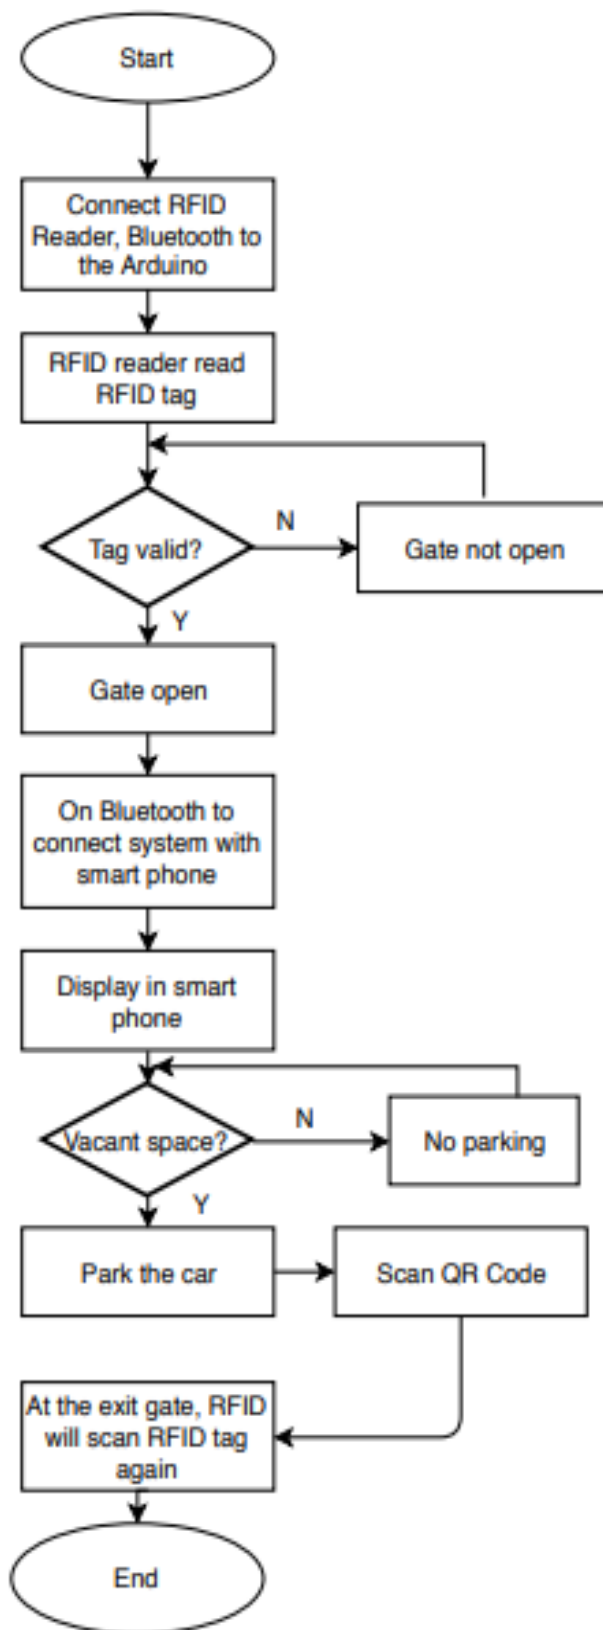 Start
Connect RFID
Reader, Bluetooth to
the Arduino
RFID reader read
RFID tag
Tag valid?
N
Gate not open
Y
Gate open
On Bluetooth to
connect system with
smart phone
Display in smart
phone
Vacant space?
N
No parking
Y
Park the car
Scan QR Code
At the exit gate, RFID
will scan RFID tag
again
End